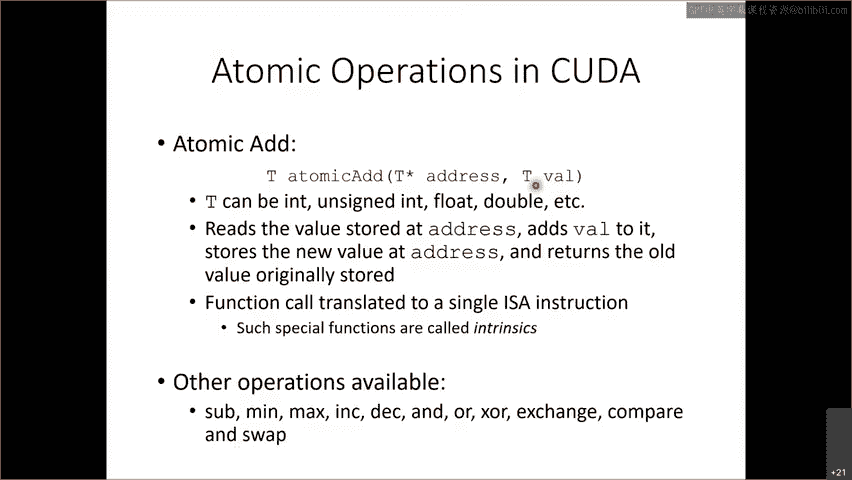 Atomic Operations in CUDA
• Atomic Add:
T atomicAdd(T* address, T val)
• T can be int, unsigned int, float, double, etc.
• Reads the value stored at address, adds val to it,
stores the new value at address, and returns the old
value originally stored
• Function call translated to a single ISA instruction
• Such special functions are called intrinsics
• Other operations available:
• sub, min, max, inc, dec, and, or, xor, exchange, compare
and swap
+21